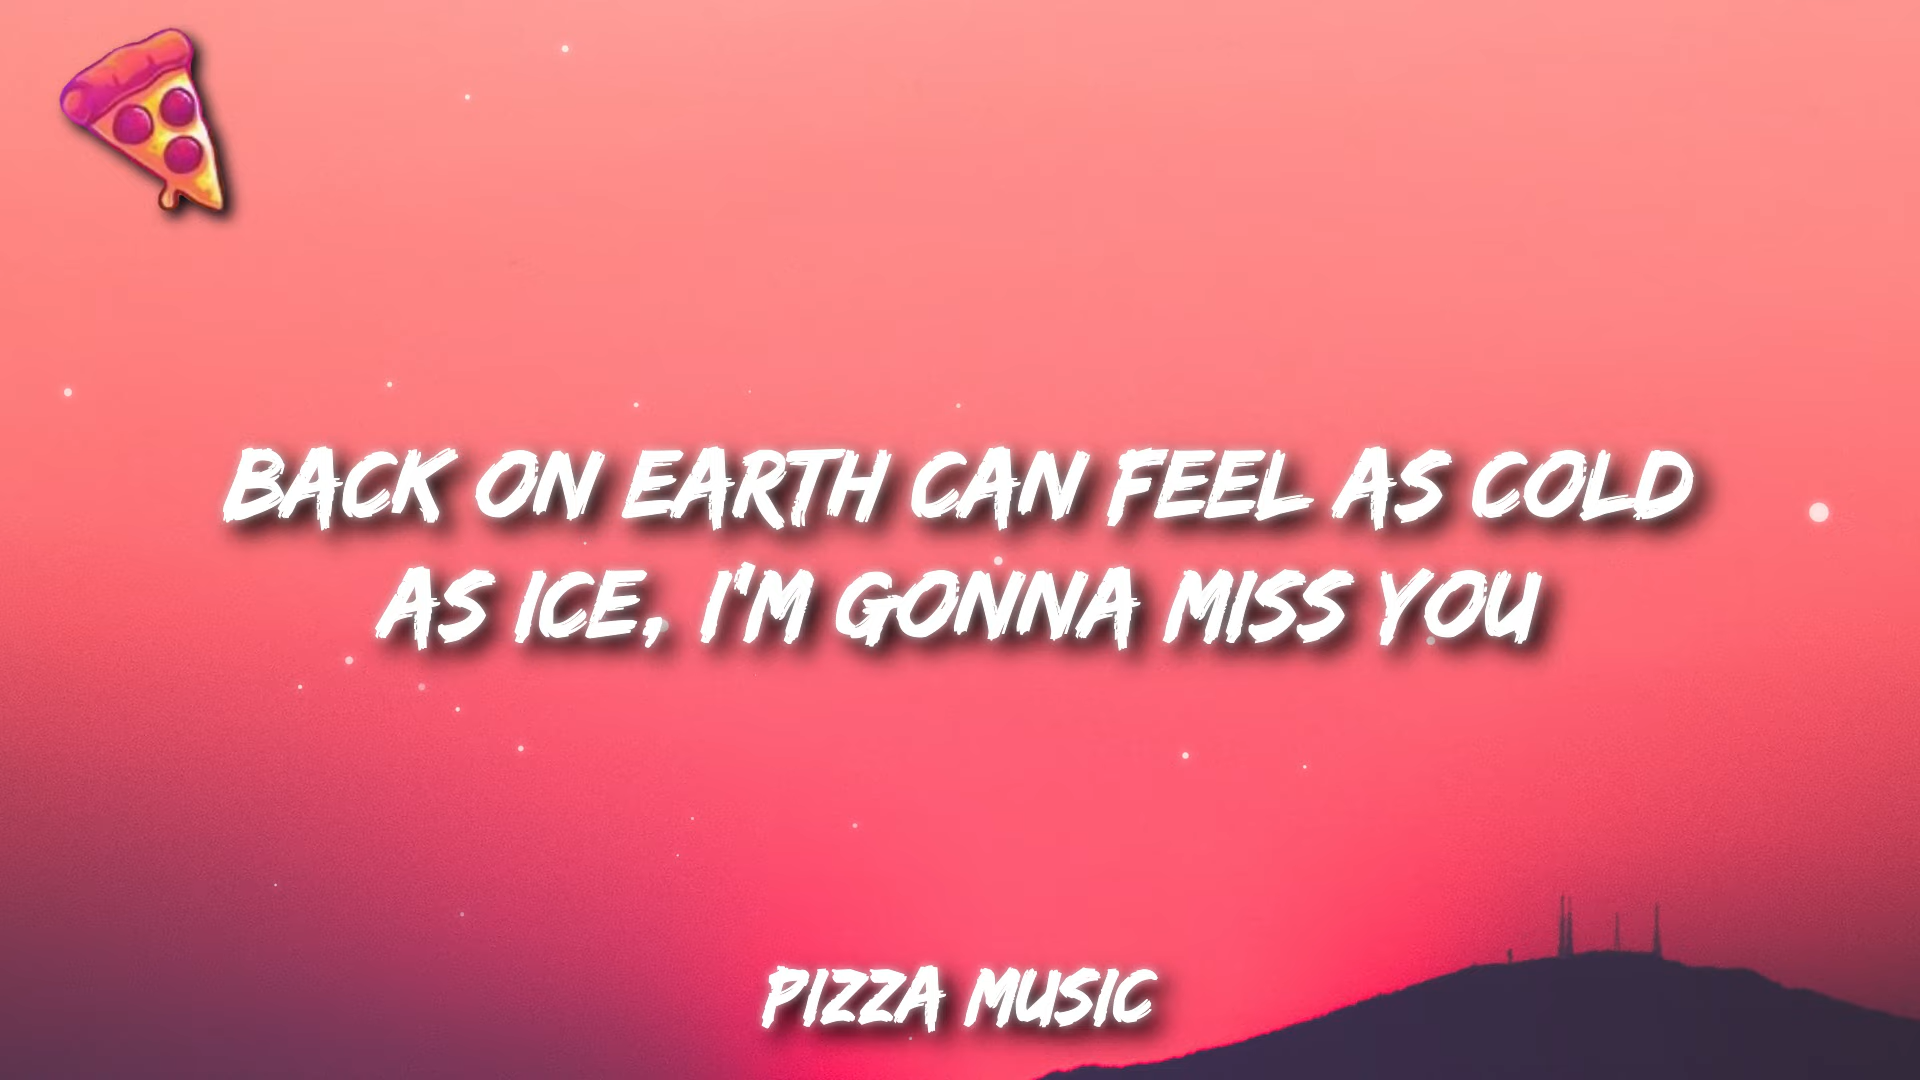 BACK ON EARTH CAN FEEL AS COLD
AS ICE, I'M GONNA MISS YOU
PIZZA MUSIC